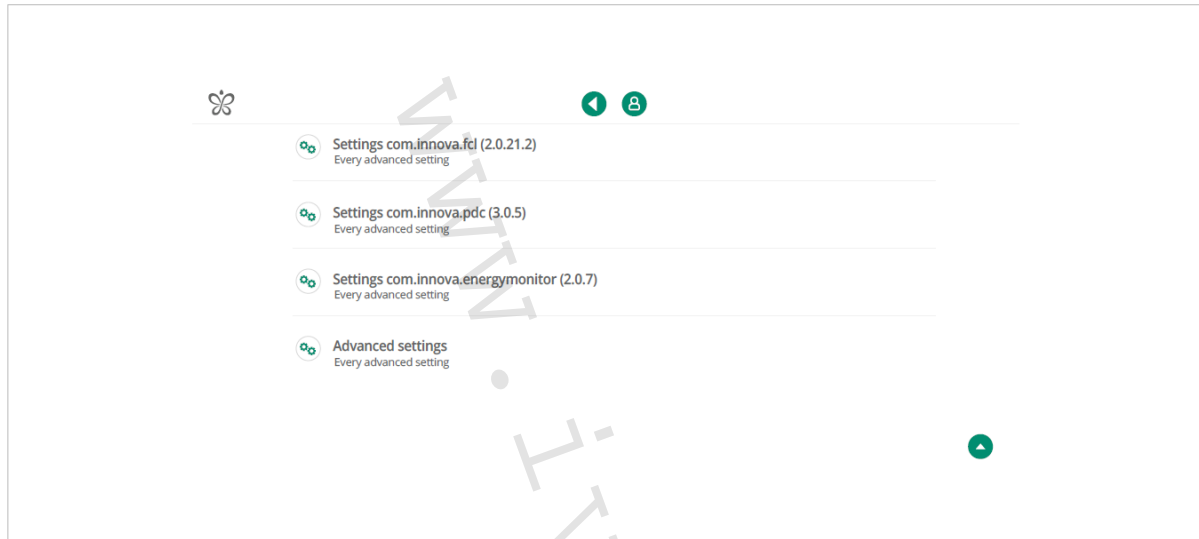 Settings com.innova.fcl (2.0.21.2)
Every advanced setting
Settings com.innova.pdc (3.0.5)
Every advanced setting
Settings com.innova.energymonitor (2.0.7)
Every advanced setting
Advanced settings
Every advanced setting
www.i